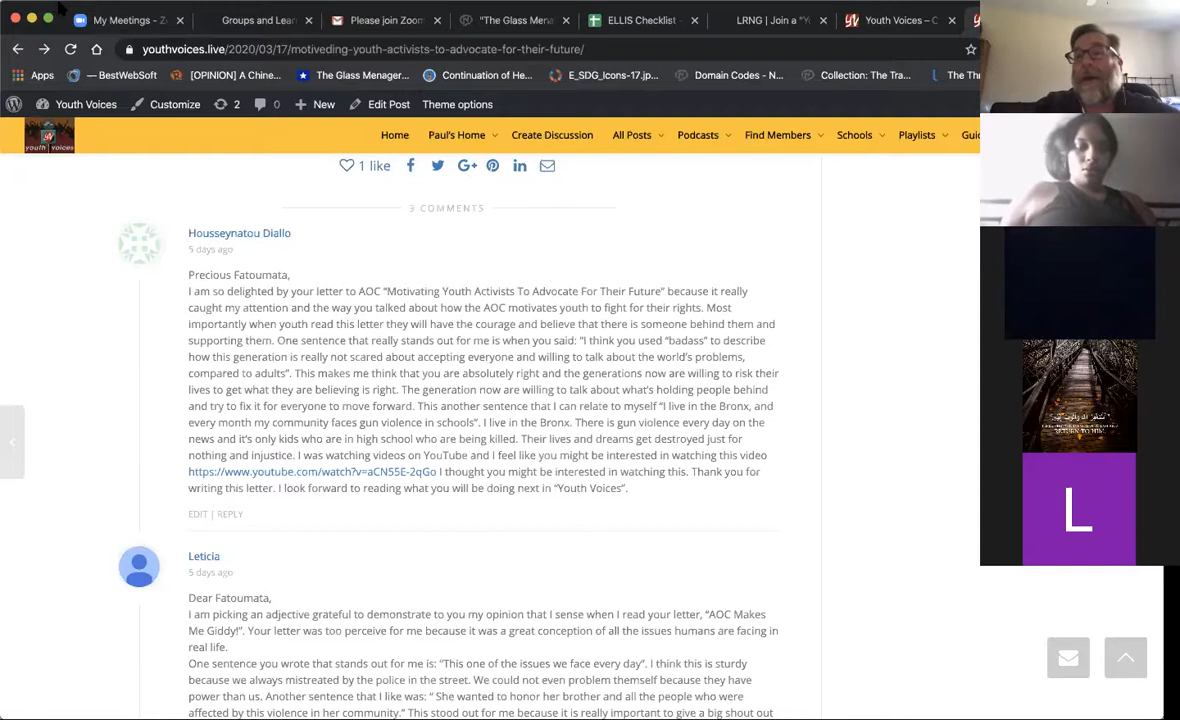 My Meetings - Z
Groups and Lear
Please join Zoom
"The Glass Mena
ELLIS Checklist -
LRNG | Join a "Y
Youth Voices – C
youthvoices.live/2020/03/17/motiveding-youth-activists-to-advocate-for-their-future/
Apps
— BestWebSoft
[OPINION] A Chine...
The Glass Manager...
Continuation of He...
E_SDG_Icons-17.jp...
Domain Codes - N...
Collection: The Tra...
The Thr
Youth Voices
Customize
2
0
New
Edit Post
Theme options
youth voices
Home
Paul's Home
Create Discussion
All Posts
Podcasts
Find Members
Schools
Playlists
Guid
1 like
3 COMMENTS
Housseynatou Diallo
5 days ago
Precious Fatoumata,
I am so delighted by your letter to AOC “Motivating Youth Activists To Advocate For Their Future” because it really
caught my attention and the way you talked about how the AOC motivates youth to fight for their rights. Most
importantly when youth read this letter they will have the courage and believe that there is someone behind them and
supporting them. One sentence that really stands out for me is when you said: “I think you used “badass” to describe
how this generation is really not scared about accepting everyone and willing to talk about the world’s problems,
compared to adults”. This makes me think that you are absolutely right and the generations now are willing to risk their
lives to get what they are believing is right. The generation now are willing to talk about what’s holding people behind
and try to fix it for everyone to move forward. This another sentence that I can relate to myself “I live in the Bronx, and
every month my community faces gun violence in schools”. I live in the Bronx. There is gun violence every day on the
news and it’s only kids who are in high school who are being killed. Their lives and dreams get destroyed just for
nothing and injustice. I was watching videos on YouTube and I feel like you might be interested in watching this video
https://www.youtube.com/watch?v=aCN55E-2qGo I thought you might be interested in watching this. Thank you for
writing this letter. I look forward to reading what you will be doing next in “Youth Voices”.
EDIT | REPLY
Leticia
5 days ago
Dear Fatoumata,
I am picking an adjective grateful to demonstrate to you my opinion that I sense when I read your letter, “AOC Makes
Me Giddy!”. Your letter was too perceive for me because it was a great conception of all the issues humans are facing in
real life.
One sentence you wrote that stands out for me is: “This one of the issues we face every day”. I think this is sturdy
because we always mistreated by the police in the street. We could not even problem themself because they have
power than us. Another sentence that I like was: “ She wanted to honor her brother and all the people who were
affected by this violence in her community.” This stood out for me because it is really important to give a big shout out
RETURN TO HIM.
L